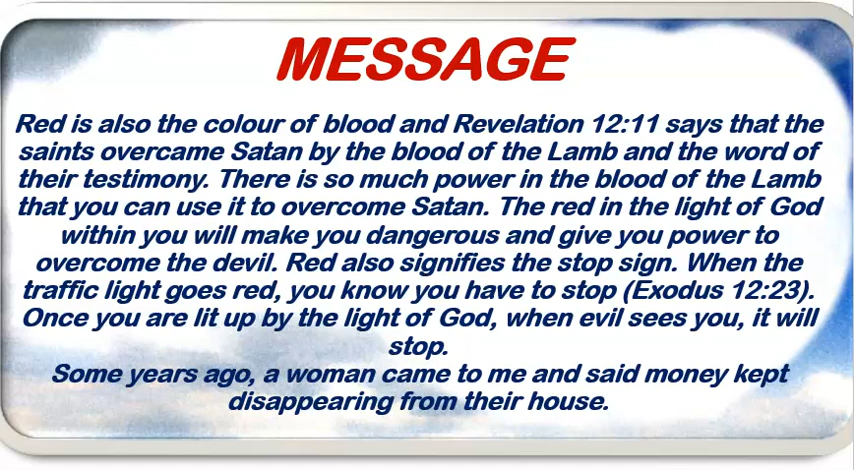 MESSAGE
Red is also the colour of blood and Revelation 12:11 says that the
saints overcame Satan by the blood of the Lamb and the word of
their testimony. There is so much power in the blood of the Lamb
that you can use it to overcome Satan. The red in the light of God
within you will make you dangerous and give you power to
overcome the devil. Red also signifies the stop sign. When the
traffic light goes red, you know you have to stop (Exodus 12:23).
Once you are lit up by the light of God, when evil sees you, it will
stop.
Some years ago, a woman came to me and said money kept
disappearing from their house.